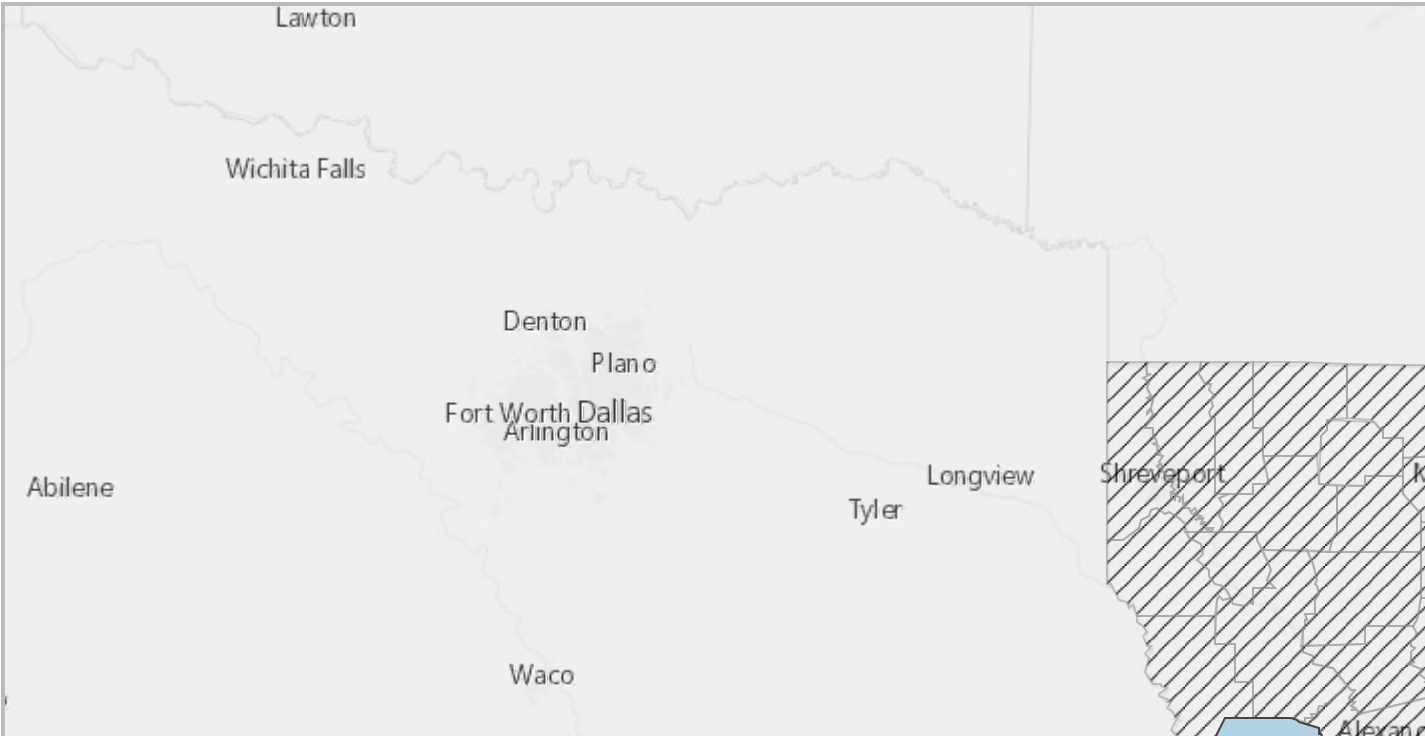 Lawton
Wichita Falls
Denton
Plano
Fort Worth Dallas
Arlington
Shreveport
Longview
Abilene
Tyler
Waco